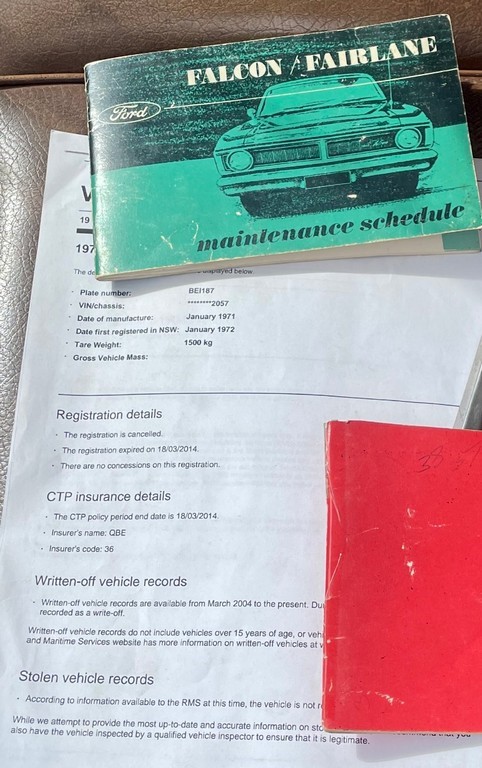 FALCON / FAIRLANE
Ford
maintenance schedule
19
197
displayed below.
Plate number: BEI187
VIN/chassis: ********2057
Date of manufacture: January 1971
Date first registered in NSW: January 1972
Tare Weight: 1500 kg
Gross Vehicle Mass:
Registration details
The registration is cancelled.
The registration expired on 18/03/2014.
There are no concessions on this registration.
CTP insurance details
The CTP policy period end date is 18/03/2014.
Insurer's name: QBE
Insurer's code: 36
Written-off vehicle records
Written-off vehicle records are available from March 2004 to the present.
recorded as a write-off.
Written-off vehicle records do not include vehicles over 15 years of age, or
and Maritime Services website has more information on written-off vehicles at
Stolen vehicle records
According to information available to the RMS at this time, the vehicle is not
While we attempt to provide the most up-to-date and accurate information on
also have the vehicle inspected by a qualified vehicle inspector to ensure that it is legitimate.